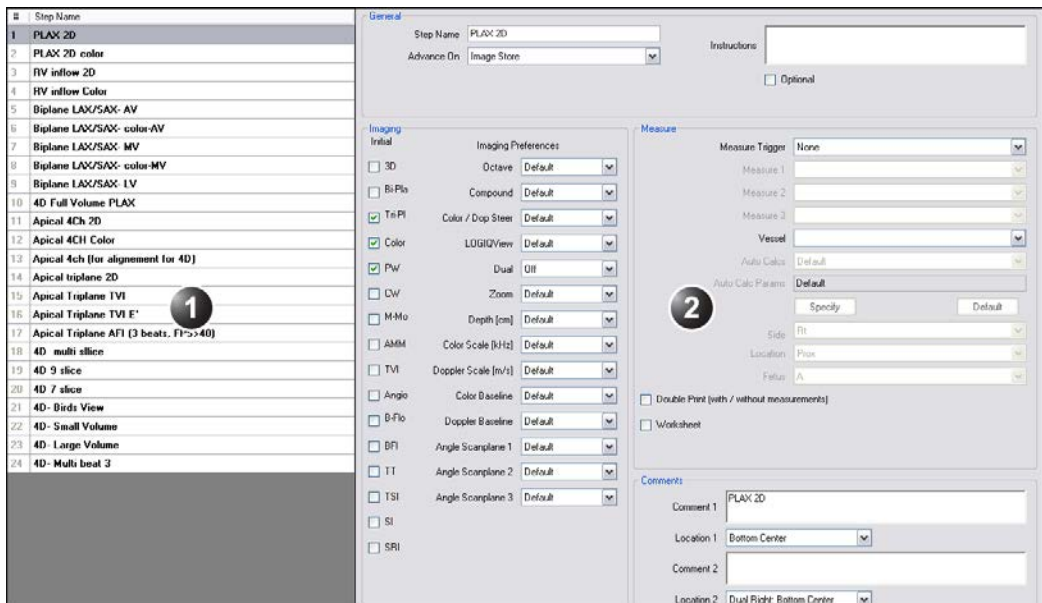 # Step Name
1 PLAX 2D
2 PLAX 2D color
3 RV inflow 2D
4 RV inflow Color
5 Biplane LAX/SAX- AV
6 Biplane LAX/SAX- color-AV
7 Biplane LAX/SAX- MV
8 Biplane LAX/SAX- color-MV
9 Biplane LAX/SAX- LV
10 4D Full Volume PLAX
11 Apical 4Ch 2D
12 Apical 4CH Color
13 Apical 4ch (for alignement for 4D)
14 Apical triplane 2D
15 Apical Triplane TVI
16 Apical Triplane TVI E'
17 Apical Triplane AFI (3 beats, FPS>40)
18 4D multi sllice
19 4D 9 slice
20 4D 7 slice
21 4D- Birds View
22 4D- Small Volume
23 4D- Large Volume
24 4D- Multi beat 3
1
General
Step Name PLAX 2D
Advance On Image Store
Instructions
Optional
Imaging
Initial Imaging Preferences
3D Octave Default
Bi-Pla Compound Default
Tri-Pl Color / Dop Steer Default
Color LOGIQView Default
PW Dual Off
CW Zoom Default
M-Mo Depth [cm] Default
AMM Color Scale [kHz] Default
TVI Doppler Scale [m/s] Default
Angio Color Baseline Default
B-Flo Doppler Baseline Default
BFI Angle Scanplane 1 Default
TT Angle Scanplane 2 Default
TSI Angle Scanplane 3 Default
SI
SRI
Measure
Measure Trigger None
Measure 1
Measure 2
Measure 3
Vessel
Auto Calcs Default
Auto Calc Params Default
2
Specify Default
Side Rt
Location Prox
Fetus A
Double Print (with / without measurements)
Worksheet
Comments
Comment 1 PLAX 2D
Location 1 Bottom Center
Comment 2
Location 2 Dual Right: Bottom Center